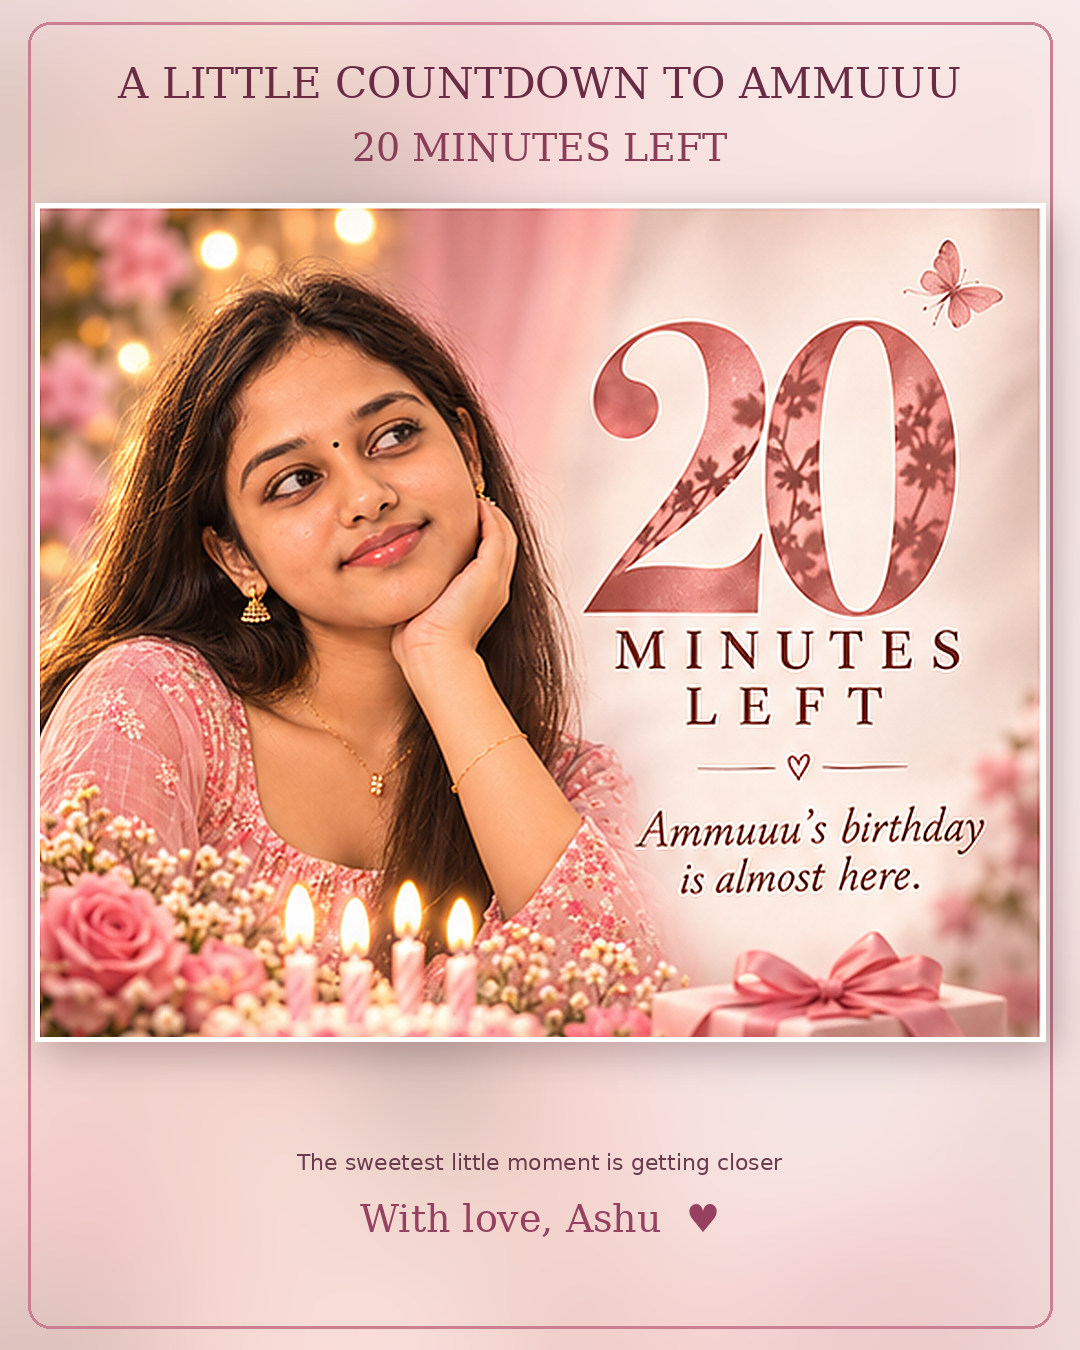 A LITTLE COUNTDOWN TO AMMUUU
20 MINUTES LEFT
20
MINUTES
LEFT
Ammuuu’s birthday
is almost here.
The sweetest little moment is getting closer
With love, Ashu ♥